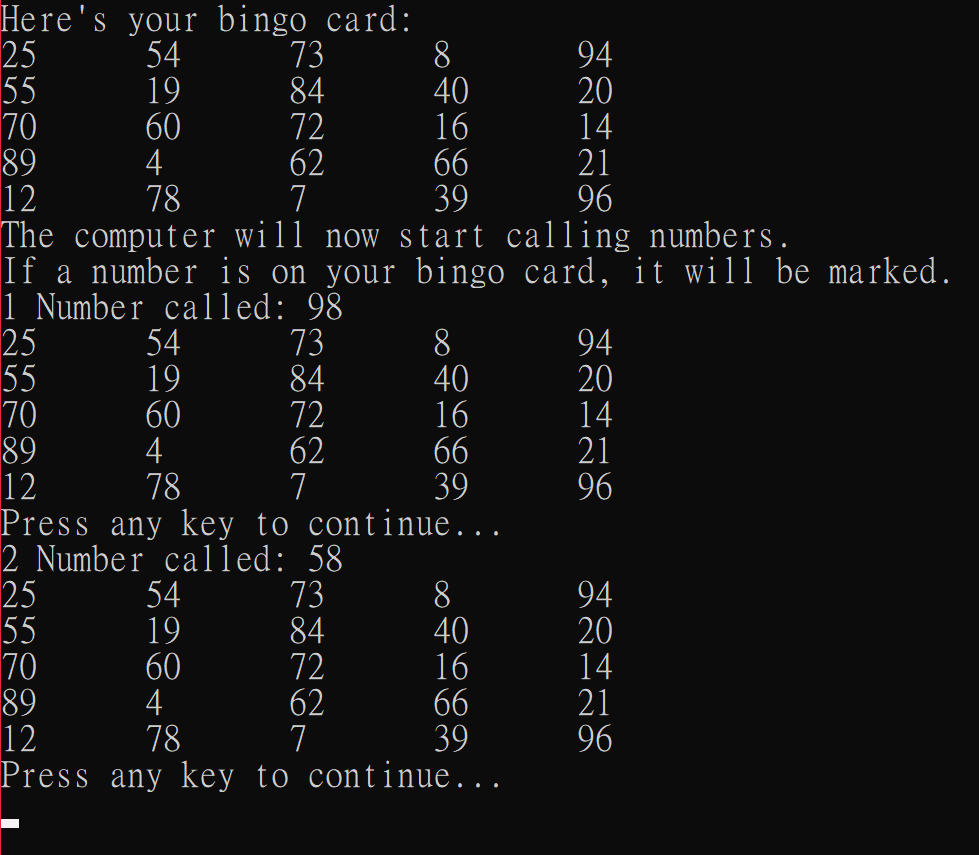 Here's your bingo card:
25 54 73 8 94
55 19 84 40 20
70 60 72 16 14
89 4 62 66 21
12 78 7 39 96
The computer will now start calling numbers.
If a number is on your bingo card, it will be marked.
1 Number called: 98
25 54 73 8 94
55 19 84 40 20
70 60 72 16 14
89 4 62 66 21
12 78 7 39 96
Press any key to continue...
2 Number called: 58
25 54 73 8 94
55 19 84 40 20
70 60 72 16 14
89 4 62 66 21
12 78 7 39 96
Press any key to continue...